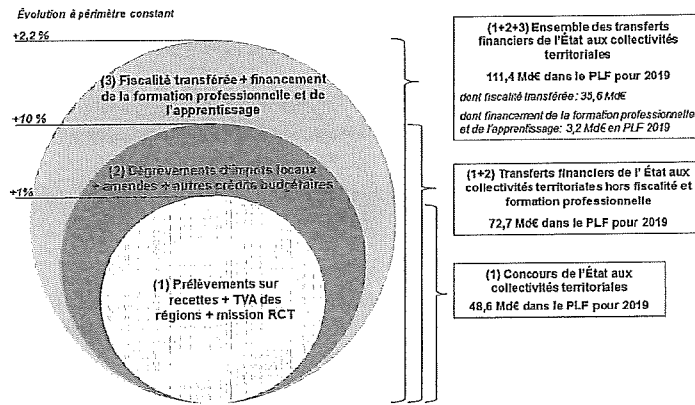 Évolution à périmètre constant
+2,2 %
(3) Fiscalité transférée + financement
de la formation professionnelle et de
l'apprentissage
+10 %
(2) Dégrèvements d'impots locaux
+ amendes + autres crédits budgétaires
+1%
(1) Prélèvements sur
recettes + TVA des
régions + mission RCT
(1+2+3) Ensemble des transferts
financiers de l'État aux collectivités
territoriales
111,4 Md€ dans le PLF pour 2019
dont fiscalité transférée : 35,6 Md€
dont financement de la formation professionnelle
et de l'apprentissage: 3,2 Md€ en PLF 2019
(1+2) Transferts financiers de l' État aux
collectivités territoriales hors fiscalité et
formation professionnelle
72,7 Md€ dans le PLF pour 2019
(1) Concours de l'État aux
collectivités territoriales
48,6 Md€ dans le PLF pour 2019